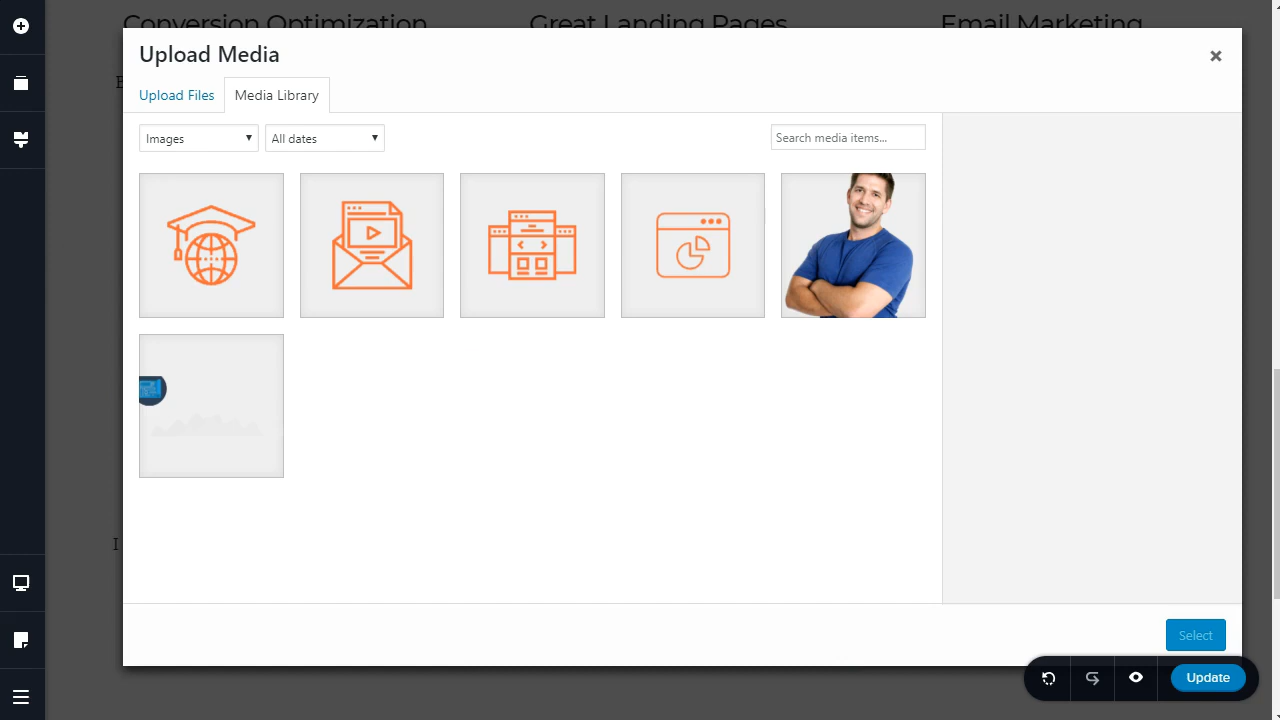 Conversion Optimization Great Landing Pages Email Marketing
Upload Media
Upload Files Media Library
Images All dates Search media items...
I
Select
Update